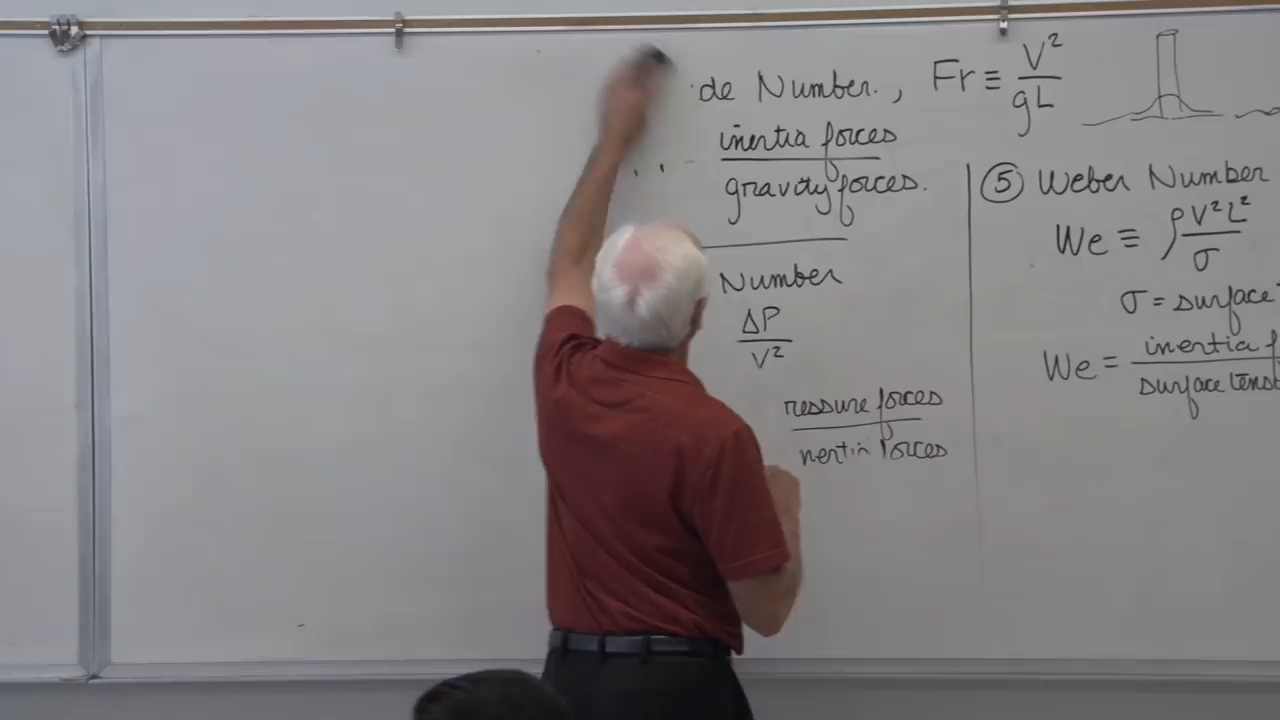 de Number., Fr ≡ V²/gL
inertia forces
gravity forces.
Number
ΔP
V²
ressure forces
nertia forces
⑤ Weber Number
We ≡ ρV²L²/σ
σ = surface
We = inertia f
surface tens